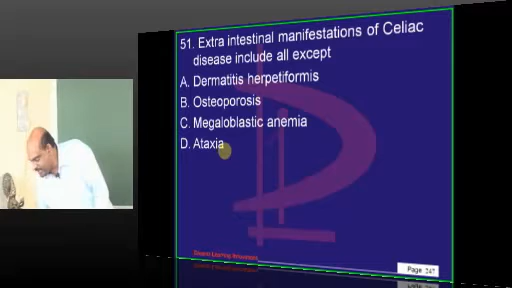 51. Extra intestinal manifestations of Celiac
disease include all except
A. Dermatitis herpetiformis
B. Osteoporosis
C. Megaloblastic anemia
D. Ataxia
Page 247